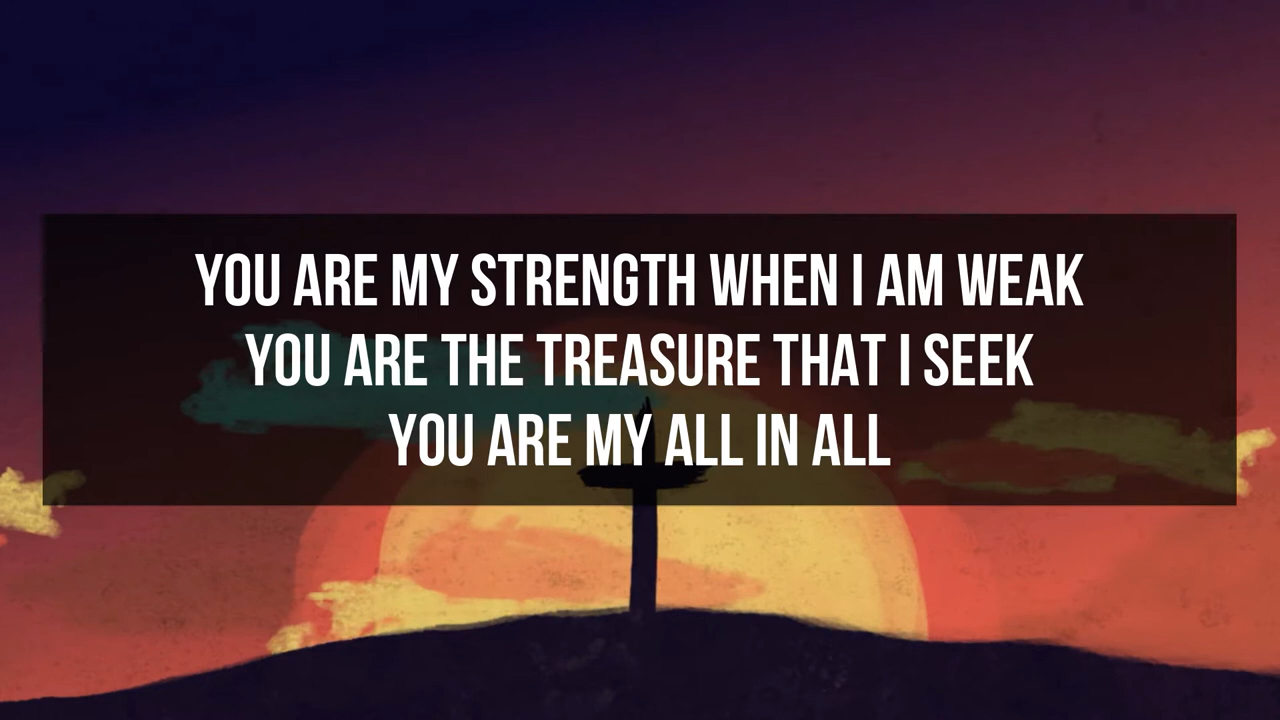 YOU ARE MY STRENGTH WHEN I AM WEAK
YOU ARE THE TREASURE THAT I SEEK
YOU ARE MY ALL IN ALL